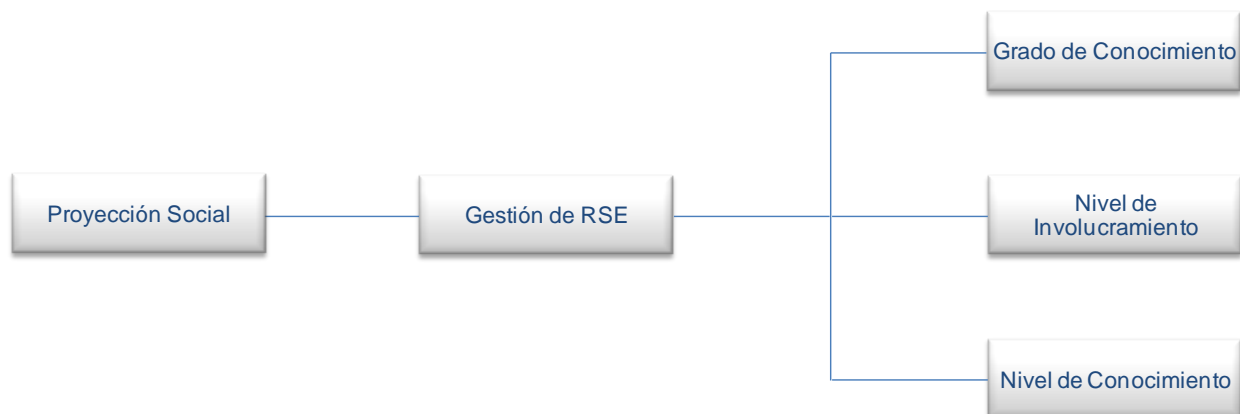 Grado de Conocimiento
Proyección Social
Gestión de RSE
Nivel de
Involucramiento
Nivel de Conocimiento